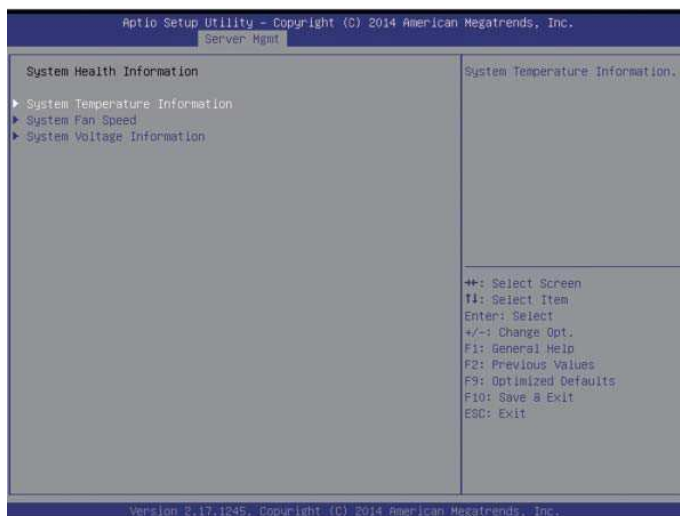 Aptio Setup Utility – Copyright (C) 2014 American Megatrends, Inc.
Server Mgmt
System Health Information
System Temperature Information
System Fan Speed
System Voltage Information
System Temperature Information.
→←: Select Screen
↑↓: Select Item
Enter: Select
+/-: Change Opt.
F1: General Help
F2: Previous Values
F9: Optimized Defaults
F10: Save & Exit
ESC: Exit
Version 2.17.1245. Copyright (C) 2014 American Megatrends, Inc.